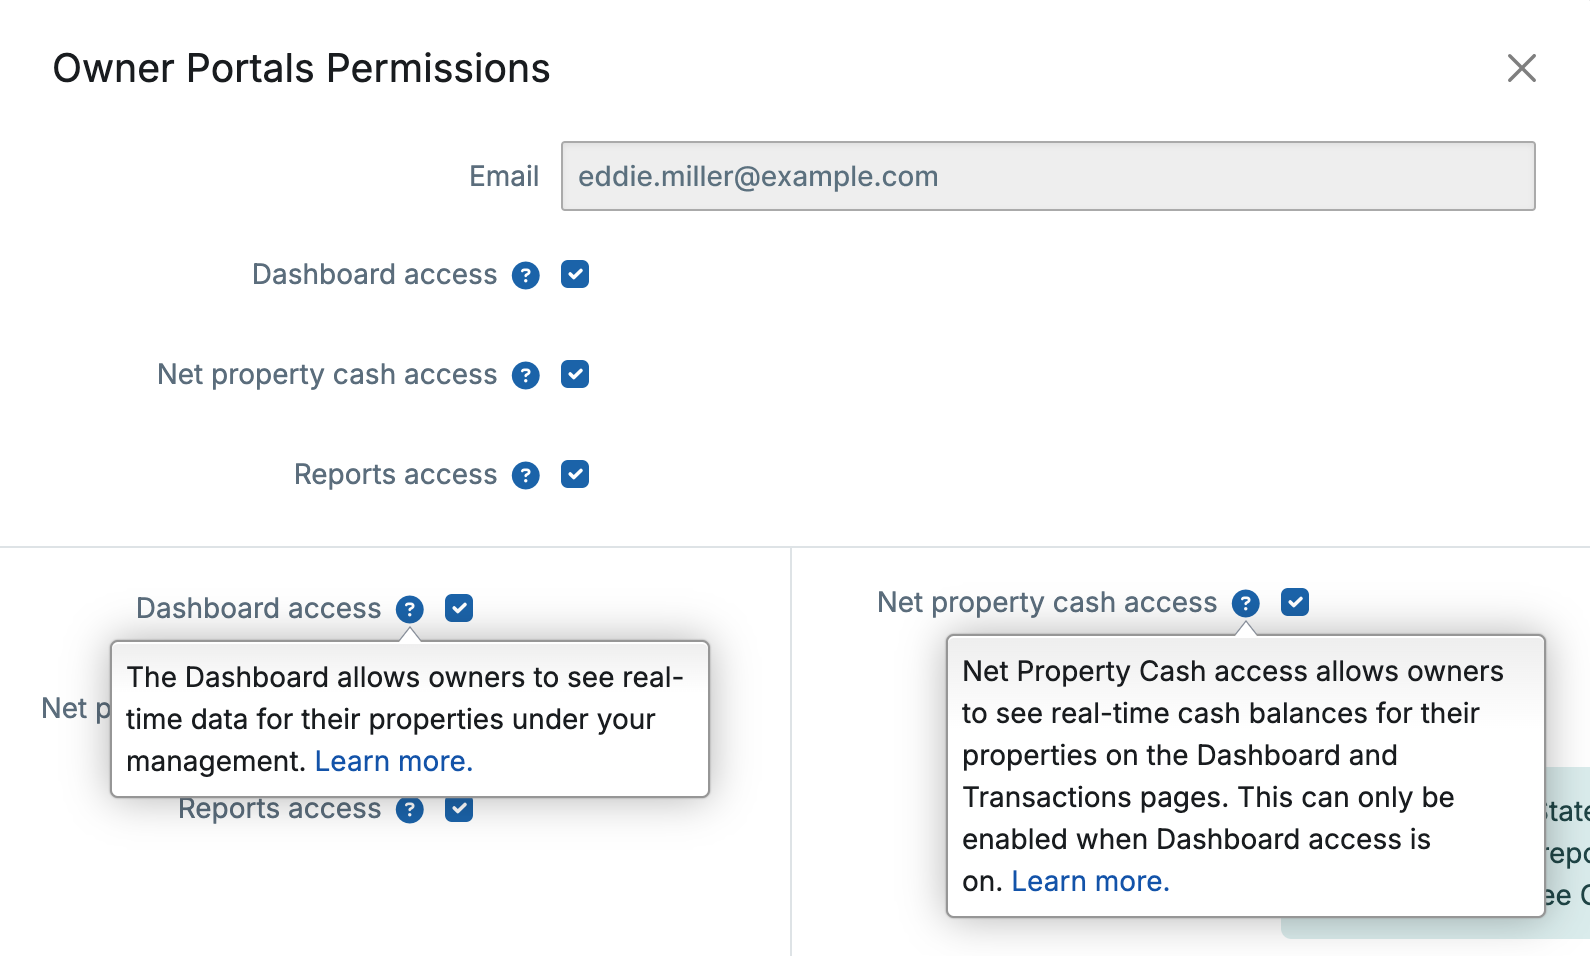 Owner Portals Permissions
Email
eddie.miller@example.com
Dashboard access ?
Net property cash access ?
Reports access ?
Dashboard access ?
The Dashboard allows owners to see real-
time data for their properties under your
management. Learn more.
Net
Reports access ?
Net property cash access ?
Net Property Cash access allows owners
to see real-time cash balances for their
properties on the Dashboard and
Transactions pages. This can only be
enabled when Dashboard access is
on. Learn more.